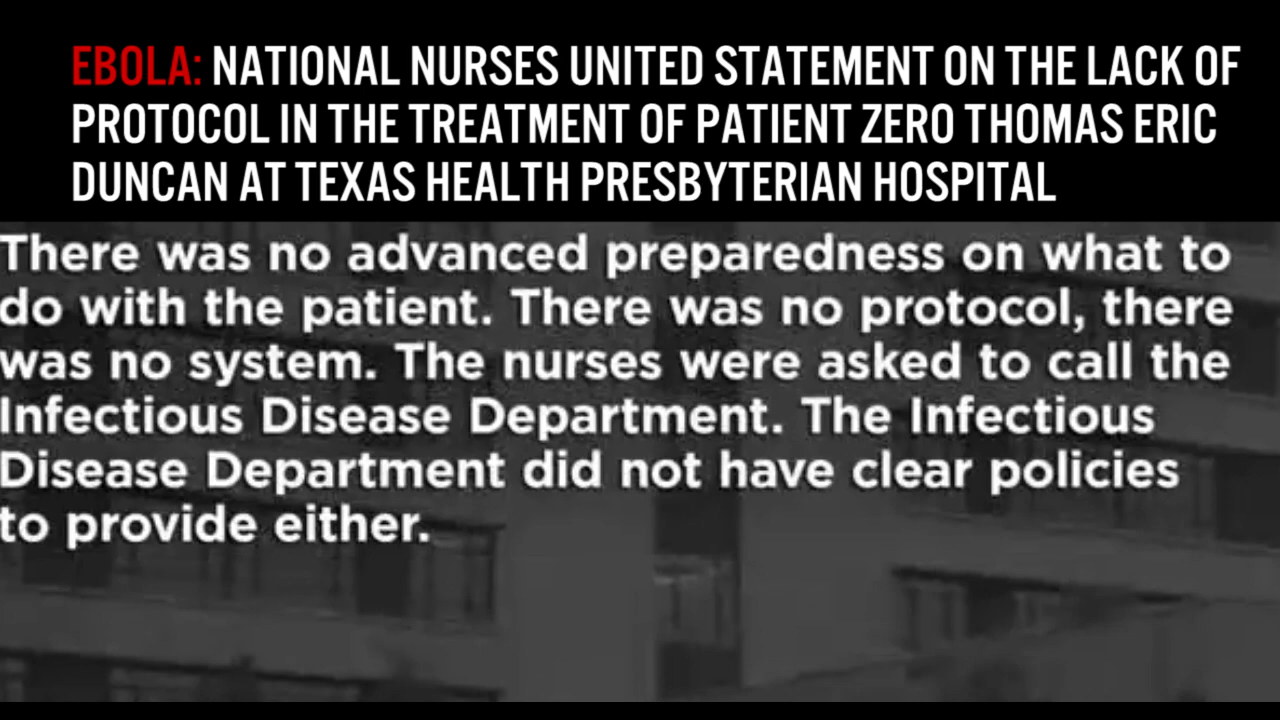 EBOLA: NATIONAL NURSES UNITED STATEMENT ON THE LACK OF
PROTOCOL IN THE TREATMENT OF PATIENT ZERO THOMAS ERIC
DUNCAN AT TEXAS HEALTH PRESBYTERIAN HOSPITAL
There was no advanced preparedness on what to
do with the patient. There was no protocol, there
was no system. The nurses were asked to call the
Infectious Disease Department. The Infectious
Disease Department did not have clear policies
to provide either.